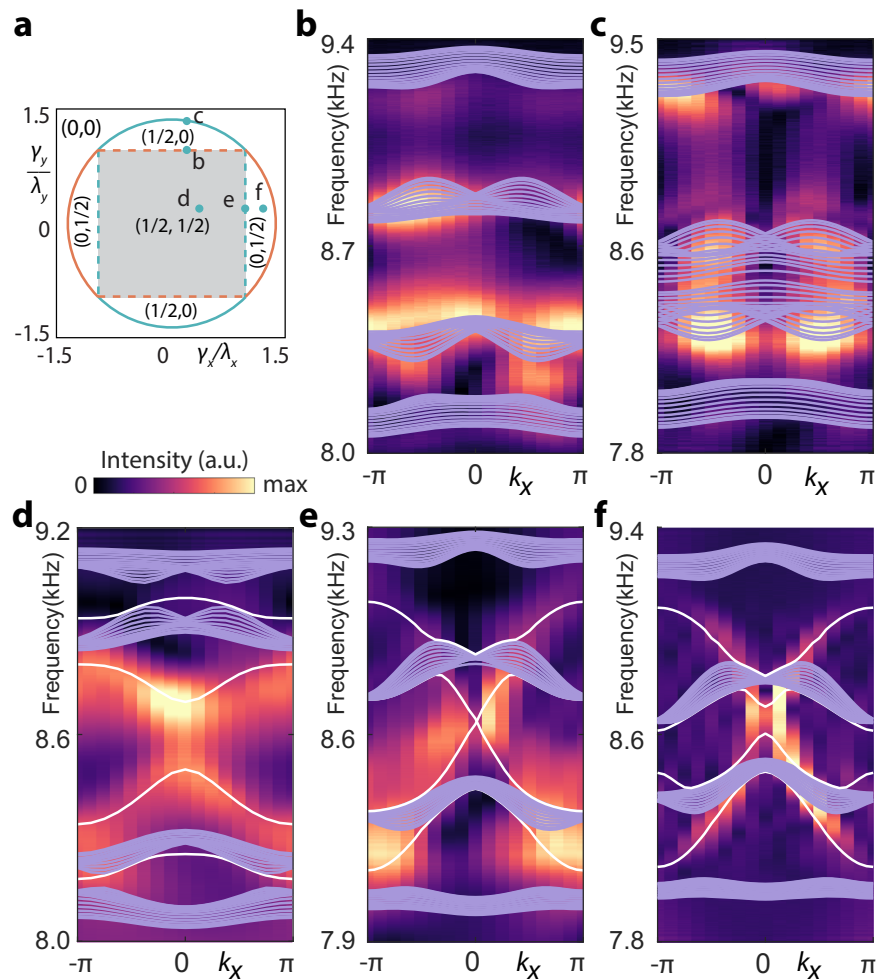 a
1.5
γy
λy
0
-1.5
-1.5
0
γx/λx
1.5
(0,0)
c
(1/2,0)
b
d
e
f
(1/2, 1/2)
(0,1/2)
(0,1/2)
(1/2,0)
Intensity (a.u.)
0
max
b
9.4
Frequency(kHz)
8.7
8.0
-π
0
kx
π
c
9.5
Frequency(kHz)
8.6
7.8
-π
0
kx
π
d
9.2
Frequency(kHz)
8.6
8.0
-π
0
kx
π
e
9.3
Frequency(kHz)
8.6
7.9
-π
0
kx
π
f
9.4
Frequency(kHz)
8.6
7.8
-π
0
kx
π